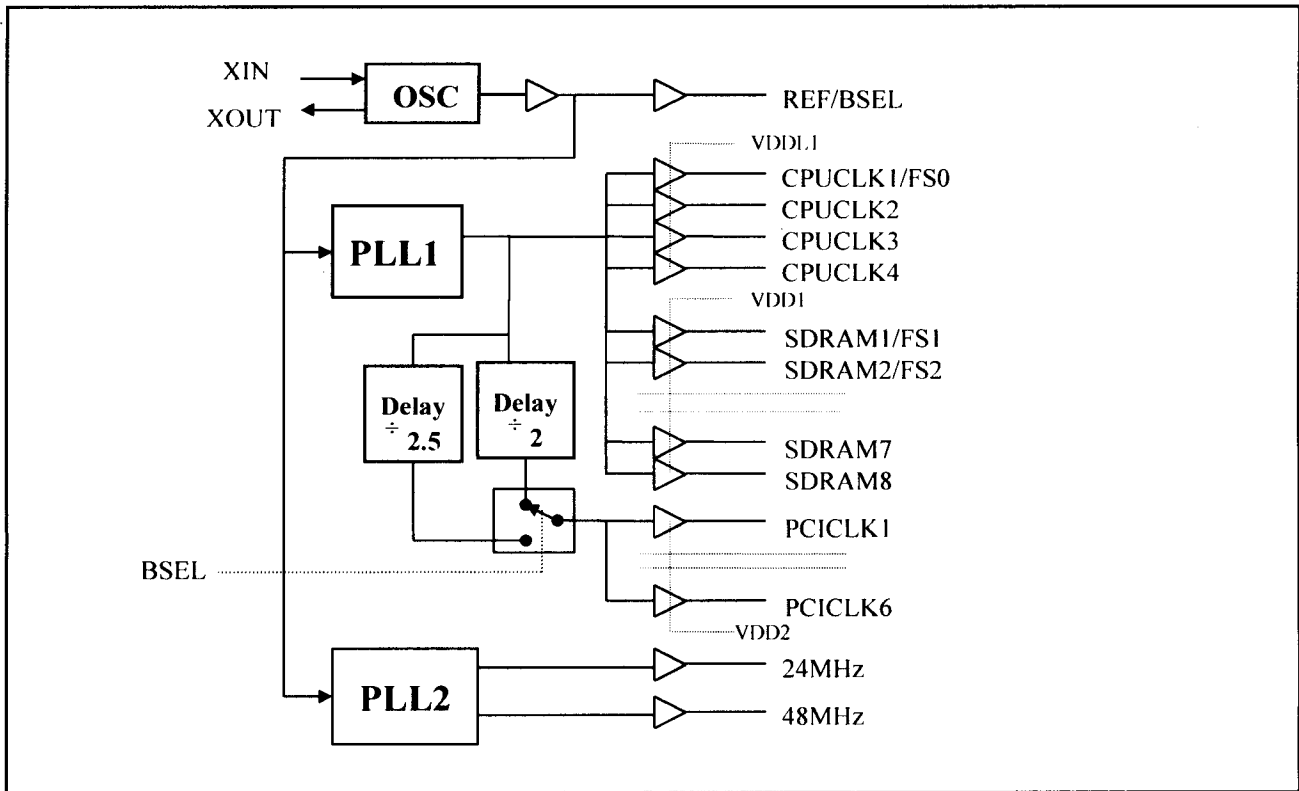 XIN
XOUT
OSC
REF/BSEL
VDDL1
CPUCLK1/FS0
CPUCLK2
CPUCLK3
CPUCLK4
PLL1
VDD1
SDRAM1/FS1
SDRAM2/FS2
Delay
÷ 2.5
Delay
÷ 2
SDRAM7
SDRAM8
PCICLK1
BSEL
PCICLK6
VDD2
PLL2
24MHz
48MHz